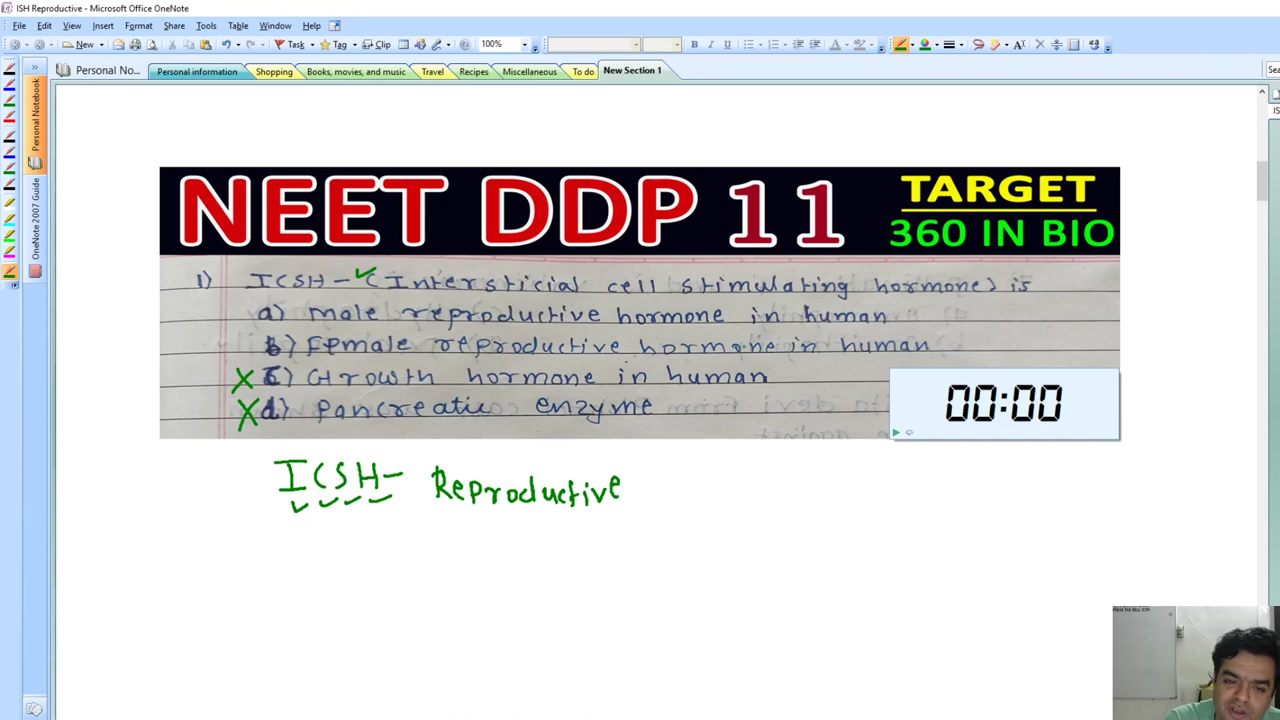 ISH Reproductive - Microsoft Office OneNote
File Edit View Insert Format Share Tools Table Window Help
New Task Tag Clip 100%
Personal No... Personal information Shopping Books, movies, and music Travel Recipes Miscellaneous To do New Section 1 Sea
Personal Notebook
OneNote 2007 Guide
NEET DDP 11
TARGET
360 IN BIO
1) ICSH - (Intersticial cell stimulating hormone) is
a) male reproductive hormone in human
b) Female reproductive hormone in human
c) Growth hormone in human
d) pancreatic enzyme
00:00
ICSH - Reproductive